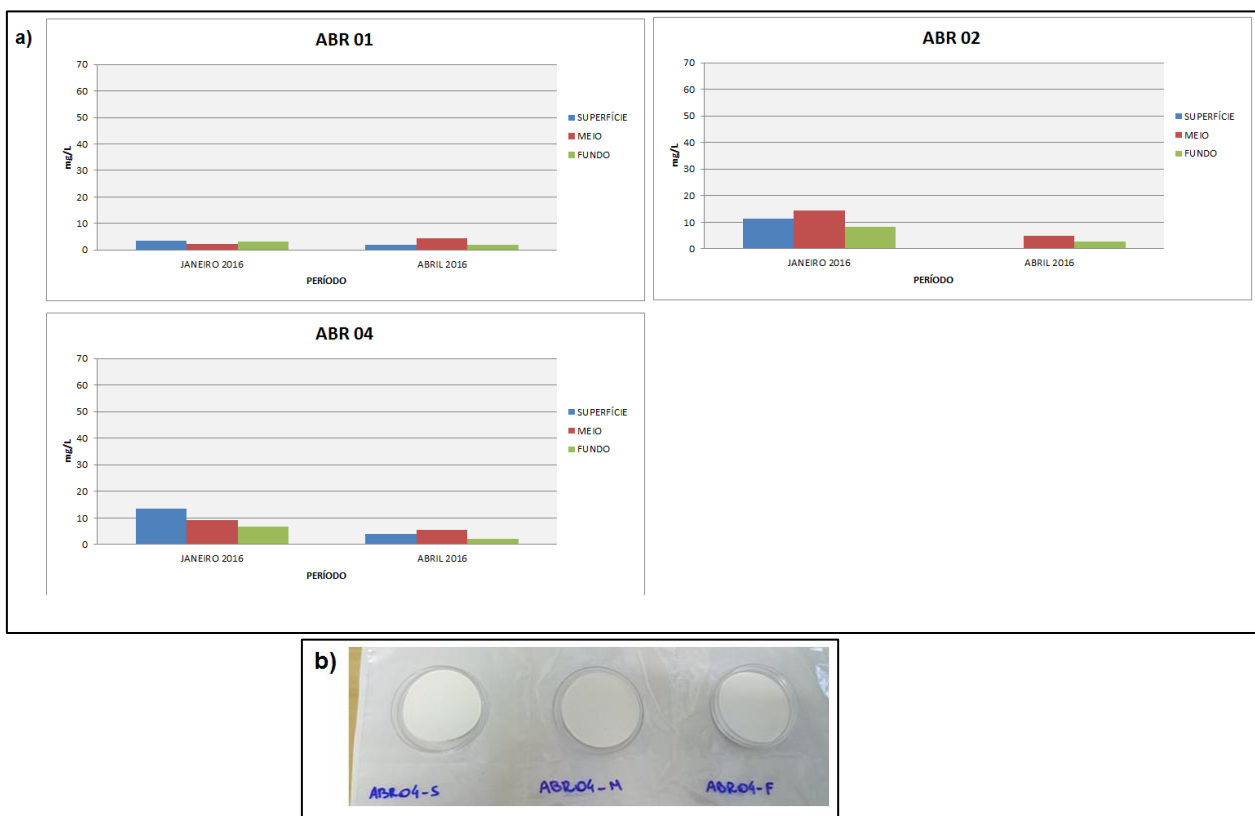 a)
ABR 01
70
60
50
40
30
20
10
0
mg/L
JANEIRO 2016
ABRIL 2016
PERÍODO
SUPERFÍCIE
MEIO
FUNDO
ABR 02
70
60
50
40
30
20
10
0
mg/L
JANEIRO 2016
ABRIL 2016
PERÍODO
SUPERFÍCIE
MEIO
FUNDO
ABR 04
70
60
50
40
30
20
10
0
mg/L
JANEIRO 2016
ABRIL 2016
PERÍODO
SUPERFÍCIE
MEIO
FUNDO
b)
ABR04-S
ABR04-M
ABR04-F